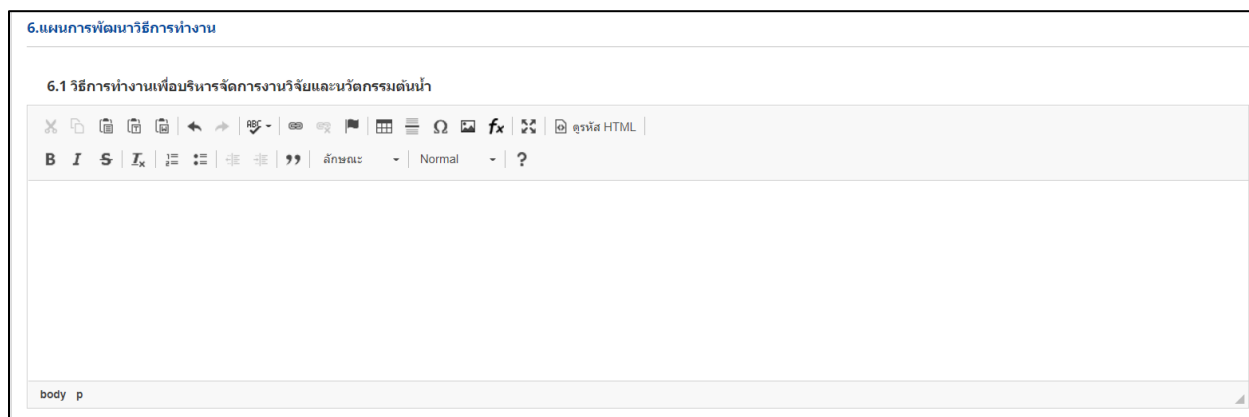 6.แผนการพัฒนาวิธีการทำงาน
6.1 วิธีการทำงานเพื่อบริหารจัดการงานวิจัยและนวัตกรรมต้นน้ำ
ABC Ω fx ดูรหัส HTML
B I S Ix ลักษณะ Normal ?
body p